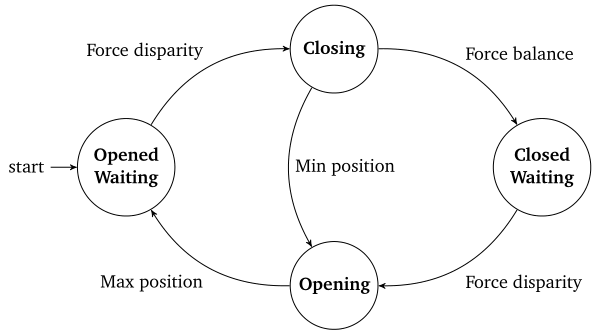 Force disparity
Closing
Force balance
start
Opened
Waiting
Min position
Closed
Waiting
Max position
Opening
Force disparity